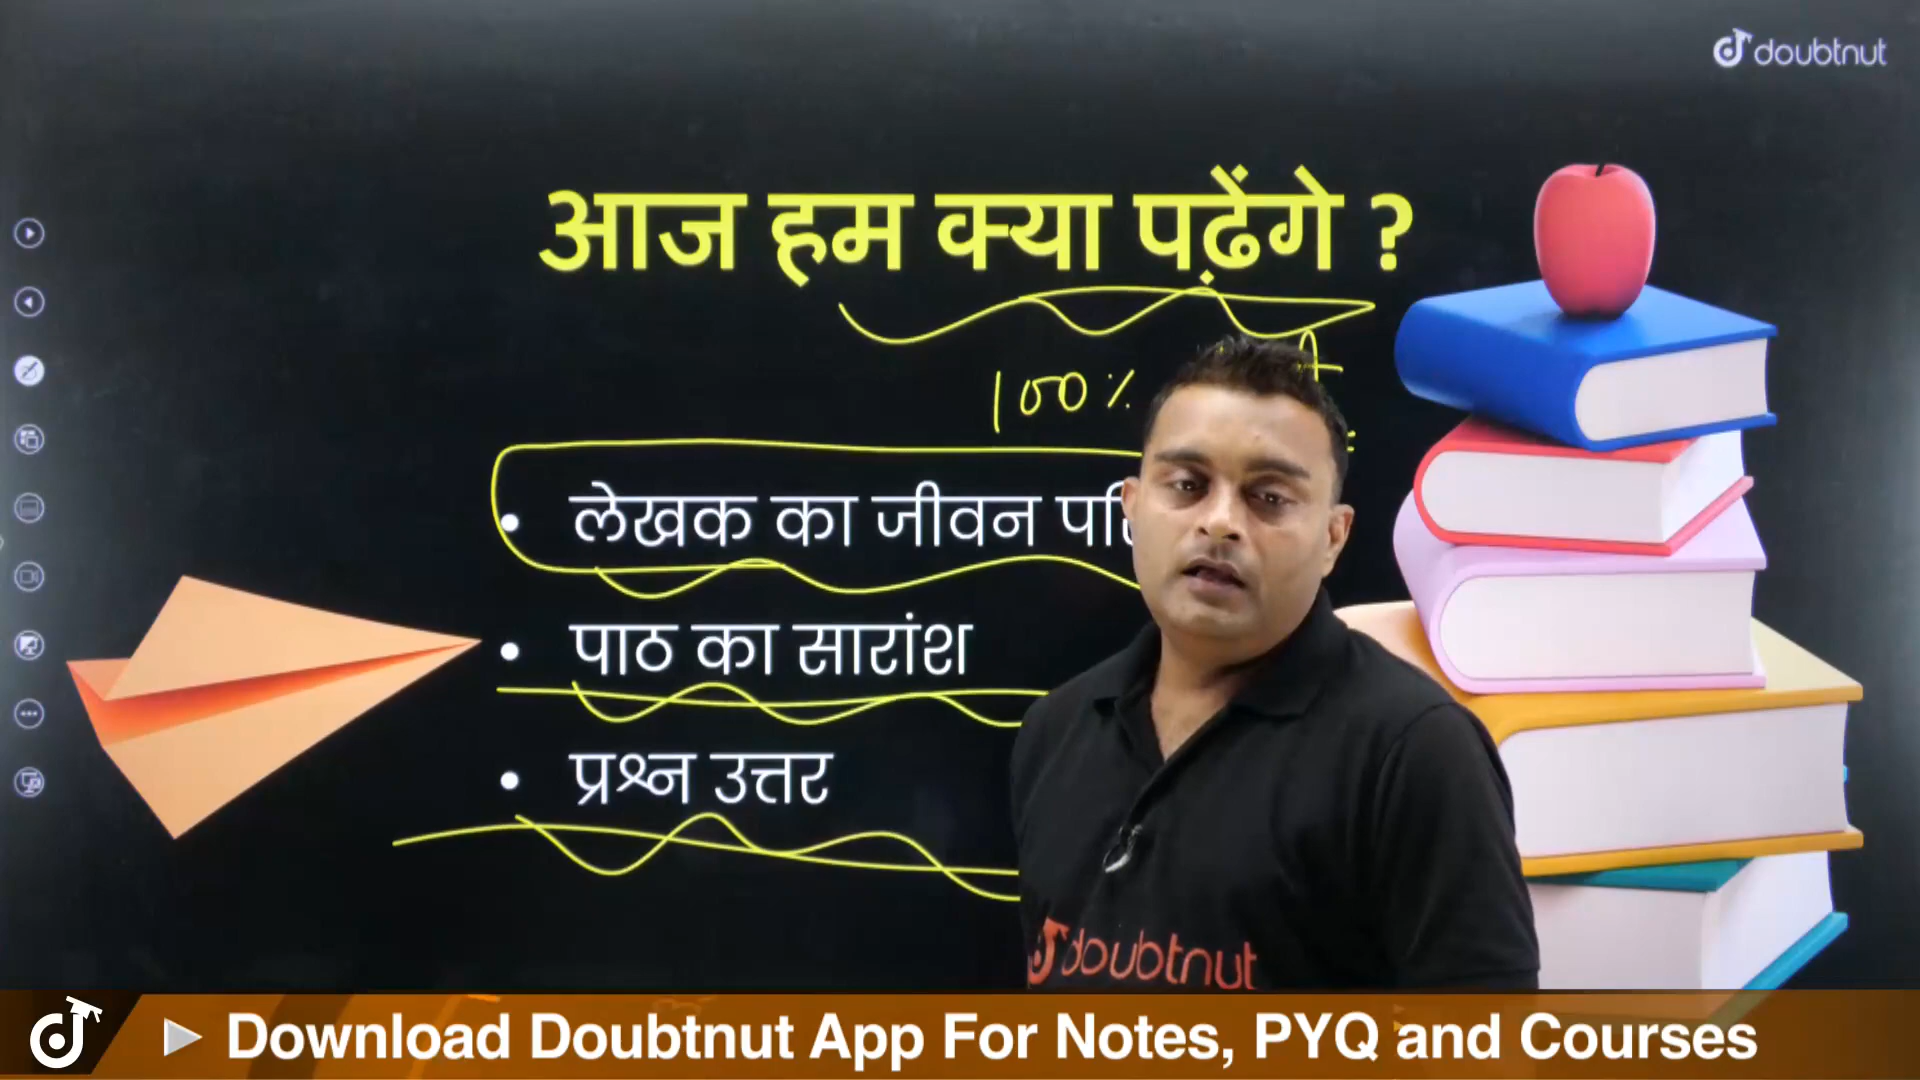 doubtnut
आज हम क्या पढ़ेंगे ?
100%
• लेखक का जीवन
• पाठ का सारांश
• प्रश्न उत्तर
doubtnut
Download Doubtnut App For Notes, PYQ and Courses